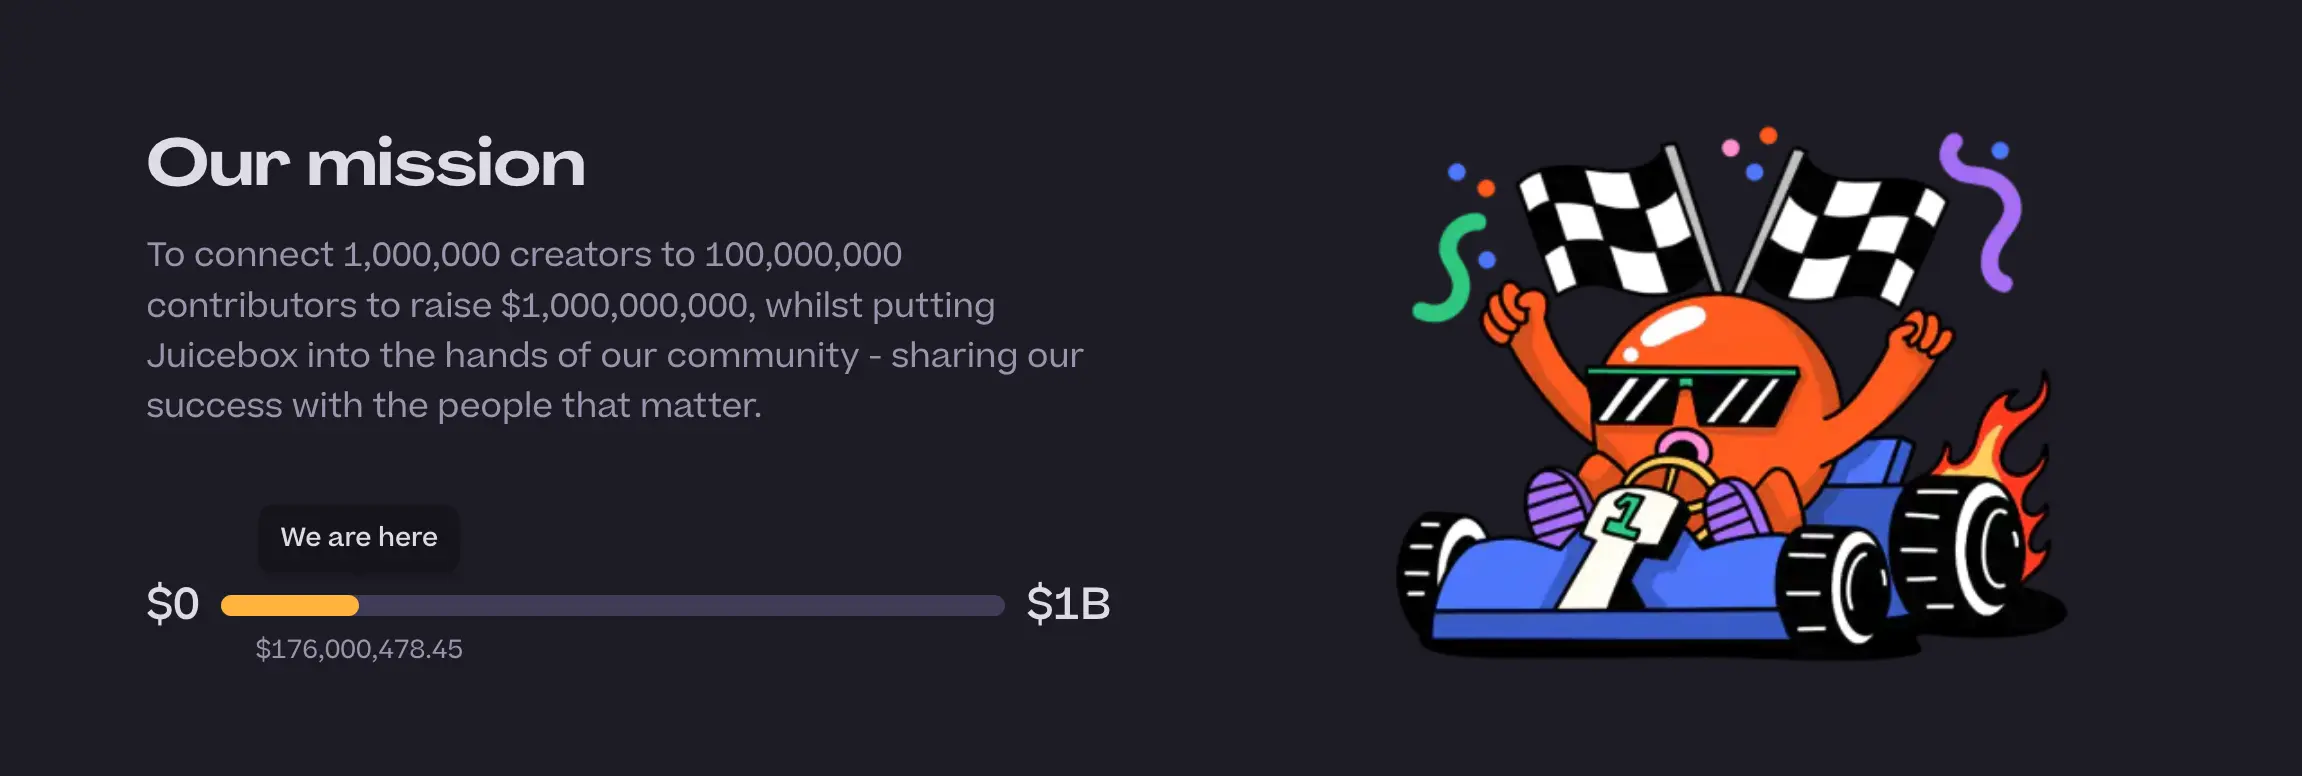 Our mission
To connect 1,000,000 creators to 100,000,000
contributors to raise $1,000,000,000, whilst putting
Juicebox into the hands of our community - sharing our
success with the people that matter.
We are here
$0
$1B
$176,000,478.45
1